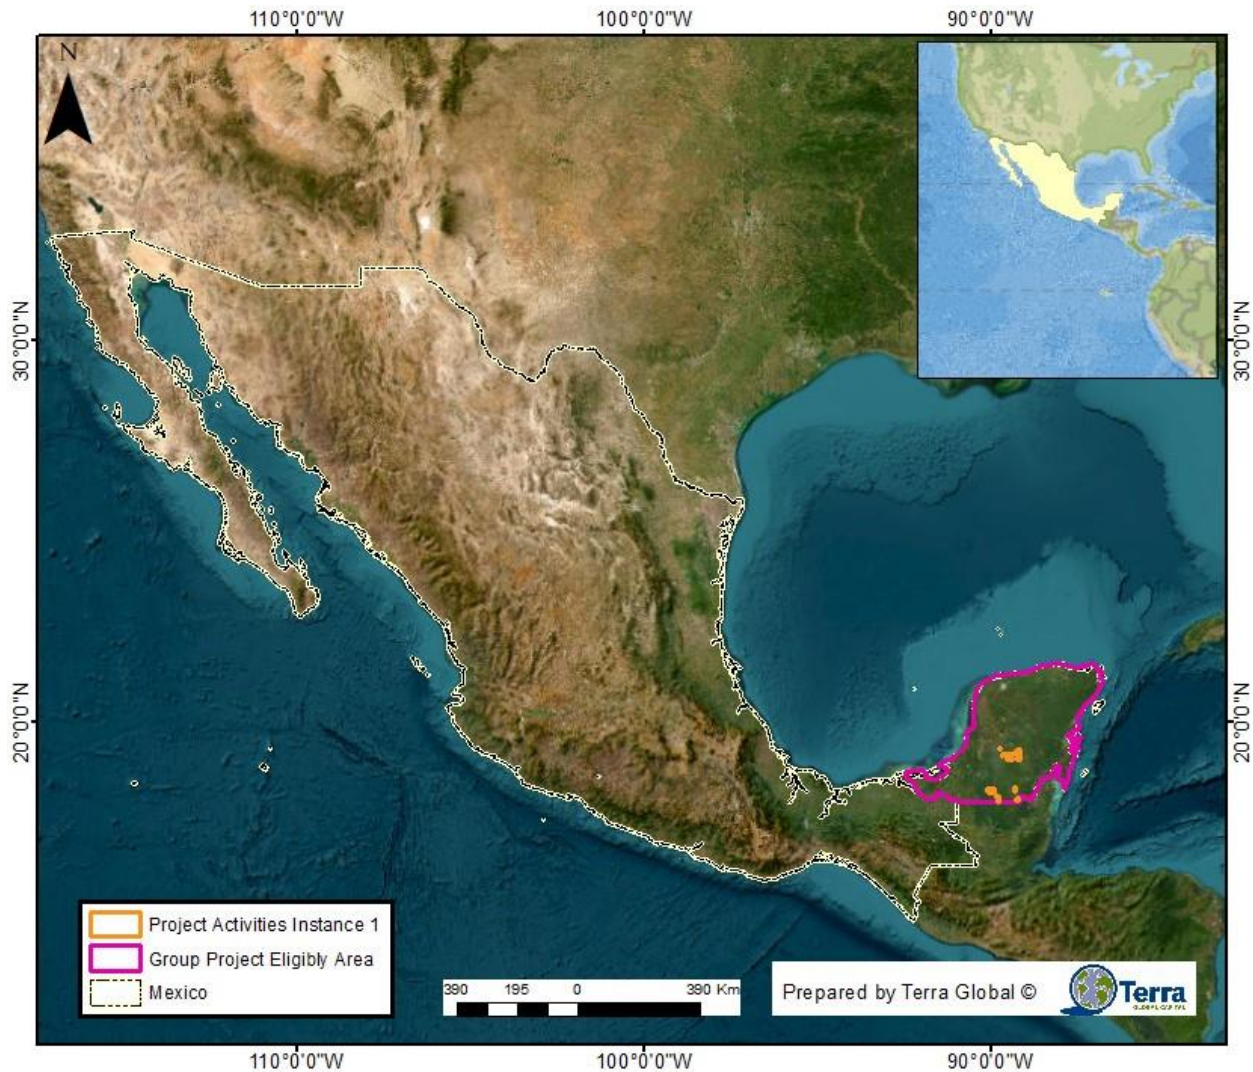 110°0'0"W 100°0'0"W 90°0'0"W
N
30°0'0"N 30°0'0"N
20°0'0"N 20°0'0"N
Project Activities Instance 1
Group Project Eligibly Area
Mexico
390 195 0 390 Km
Prepared by Terra Global ©
Terra
GLOBAL CAPITAL
110°0'0"W 100°0'0"W 90°0'0"W